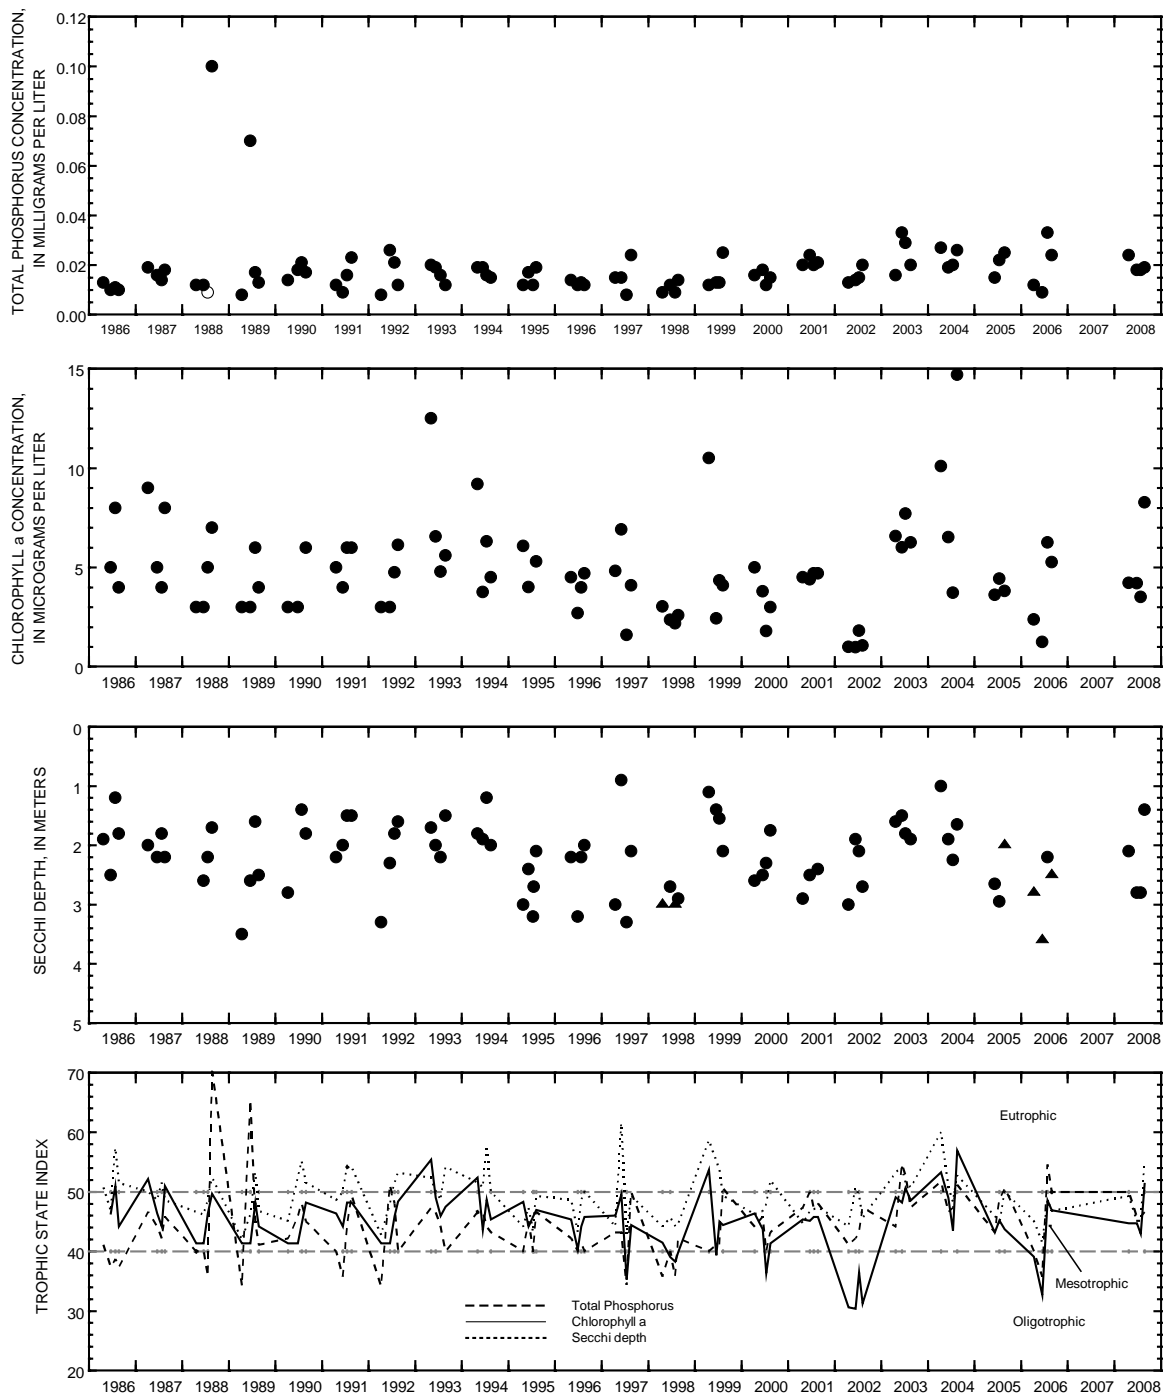 TOTAL PHOSPHORUS CONCENTRATION,
IN MILLIGRAMS PER LITER
0.12
0.10
0.08
0.06
0.04
0.02
0.00
1986 1987 1988 1989 1990 1991 1992 1993 1994 1995 1996 1997 1998 1999 2000 2001 2002 2003 2004 2005 2006 2007 2008
CHLOROPHYLL a CONCENTRATION,
IN MICROGRAMS PER LITER
15
10
5
0
1986 1987 1988 1989 1990 1991 1992 1993 1994 1995 1996 1997 1998 1999 2000 2001 2002 2003 2004 2005 2006 2007 2008
SECCHI DEPTH, IN METERS
0
1
2
3
4
5
1986 1987 1988 1989 1990 1991 1992 1993 1994 1995 1996 1997 1998 1999 2000 2001 2002 2003 2004 2005 2006 2007 2008
TROPHIC STATE INDEX
70
60
50
40
30
20
Eutrophic
Mesotrophic
Oligotrophic
Total Phosphorus
Chlorophyll a
Secchi depth
1986 1987 1988 1989 1990 1991 1992 1993 1994 1995 1996 1997 1998 1999 2000 2001 2002 2003 2004 2005 2006 2007 2008